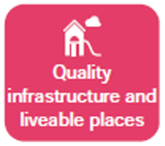 Quality
infrastructure and
liveable places